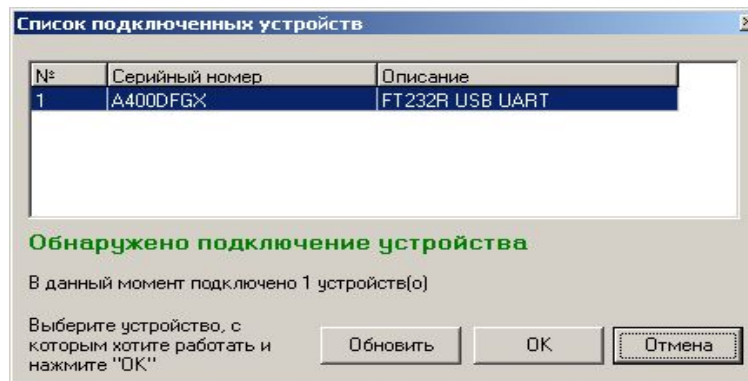 Список подключенных устройств
№ Серийный номер Описание
1 A400DFGX FT232R USB UART
Обнаружено подключение устройства
В данный момент подключено 1 устройств(о)
Выберите устройство, с
которым хотите работать и
нажмите "ОК"
Обновить ОК Отмена